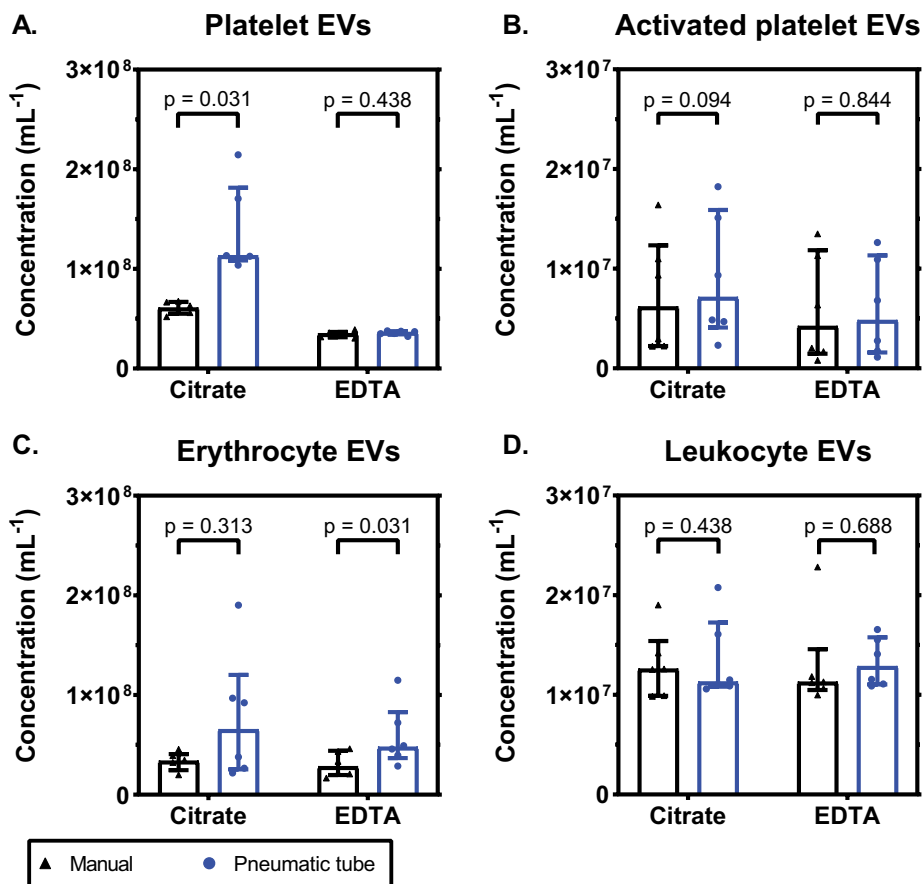 A. Platelet EVs
Concentration (mL⁻¹)
3×10⁸
2×10⁸
1×10⁸
0
p = 0.031
p = 0.438
Citrate
EDTA
B. Activated platelet EVs
Concentration (mL⁻¹)
3×10⁷
2×10⁷
1×10⁷
0
p = 0.094
p = 0.844
Citrate
EDTA
C. Erythrocyte EVs
Concentration (mL⁻¹)
3×10⁸
2×10⁸
1×10⁸
0
p = 0.313
p = 0.031
Citrate
EDTA
D. Leukocyte EVs
Concentration (mL⁻¹)
3×10⁷
2×10⁷
1×10⁷
0
p = 0.438
p = 0.688
Citrate
EDTA
Manual
Pneumatic tube